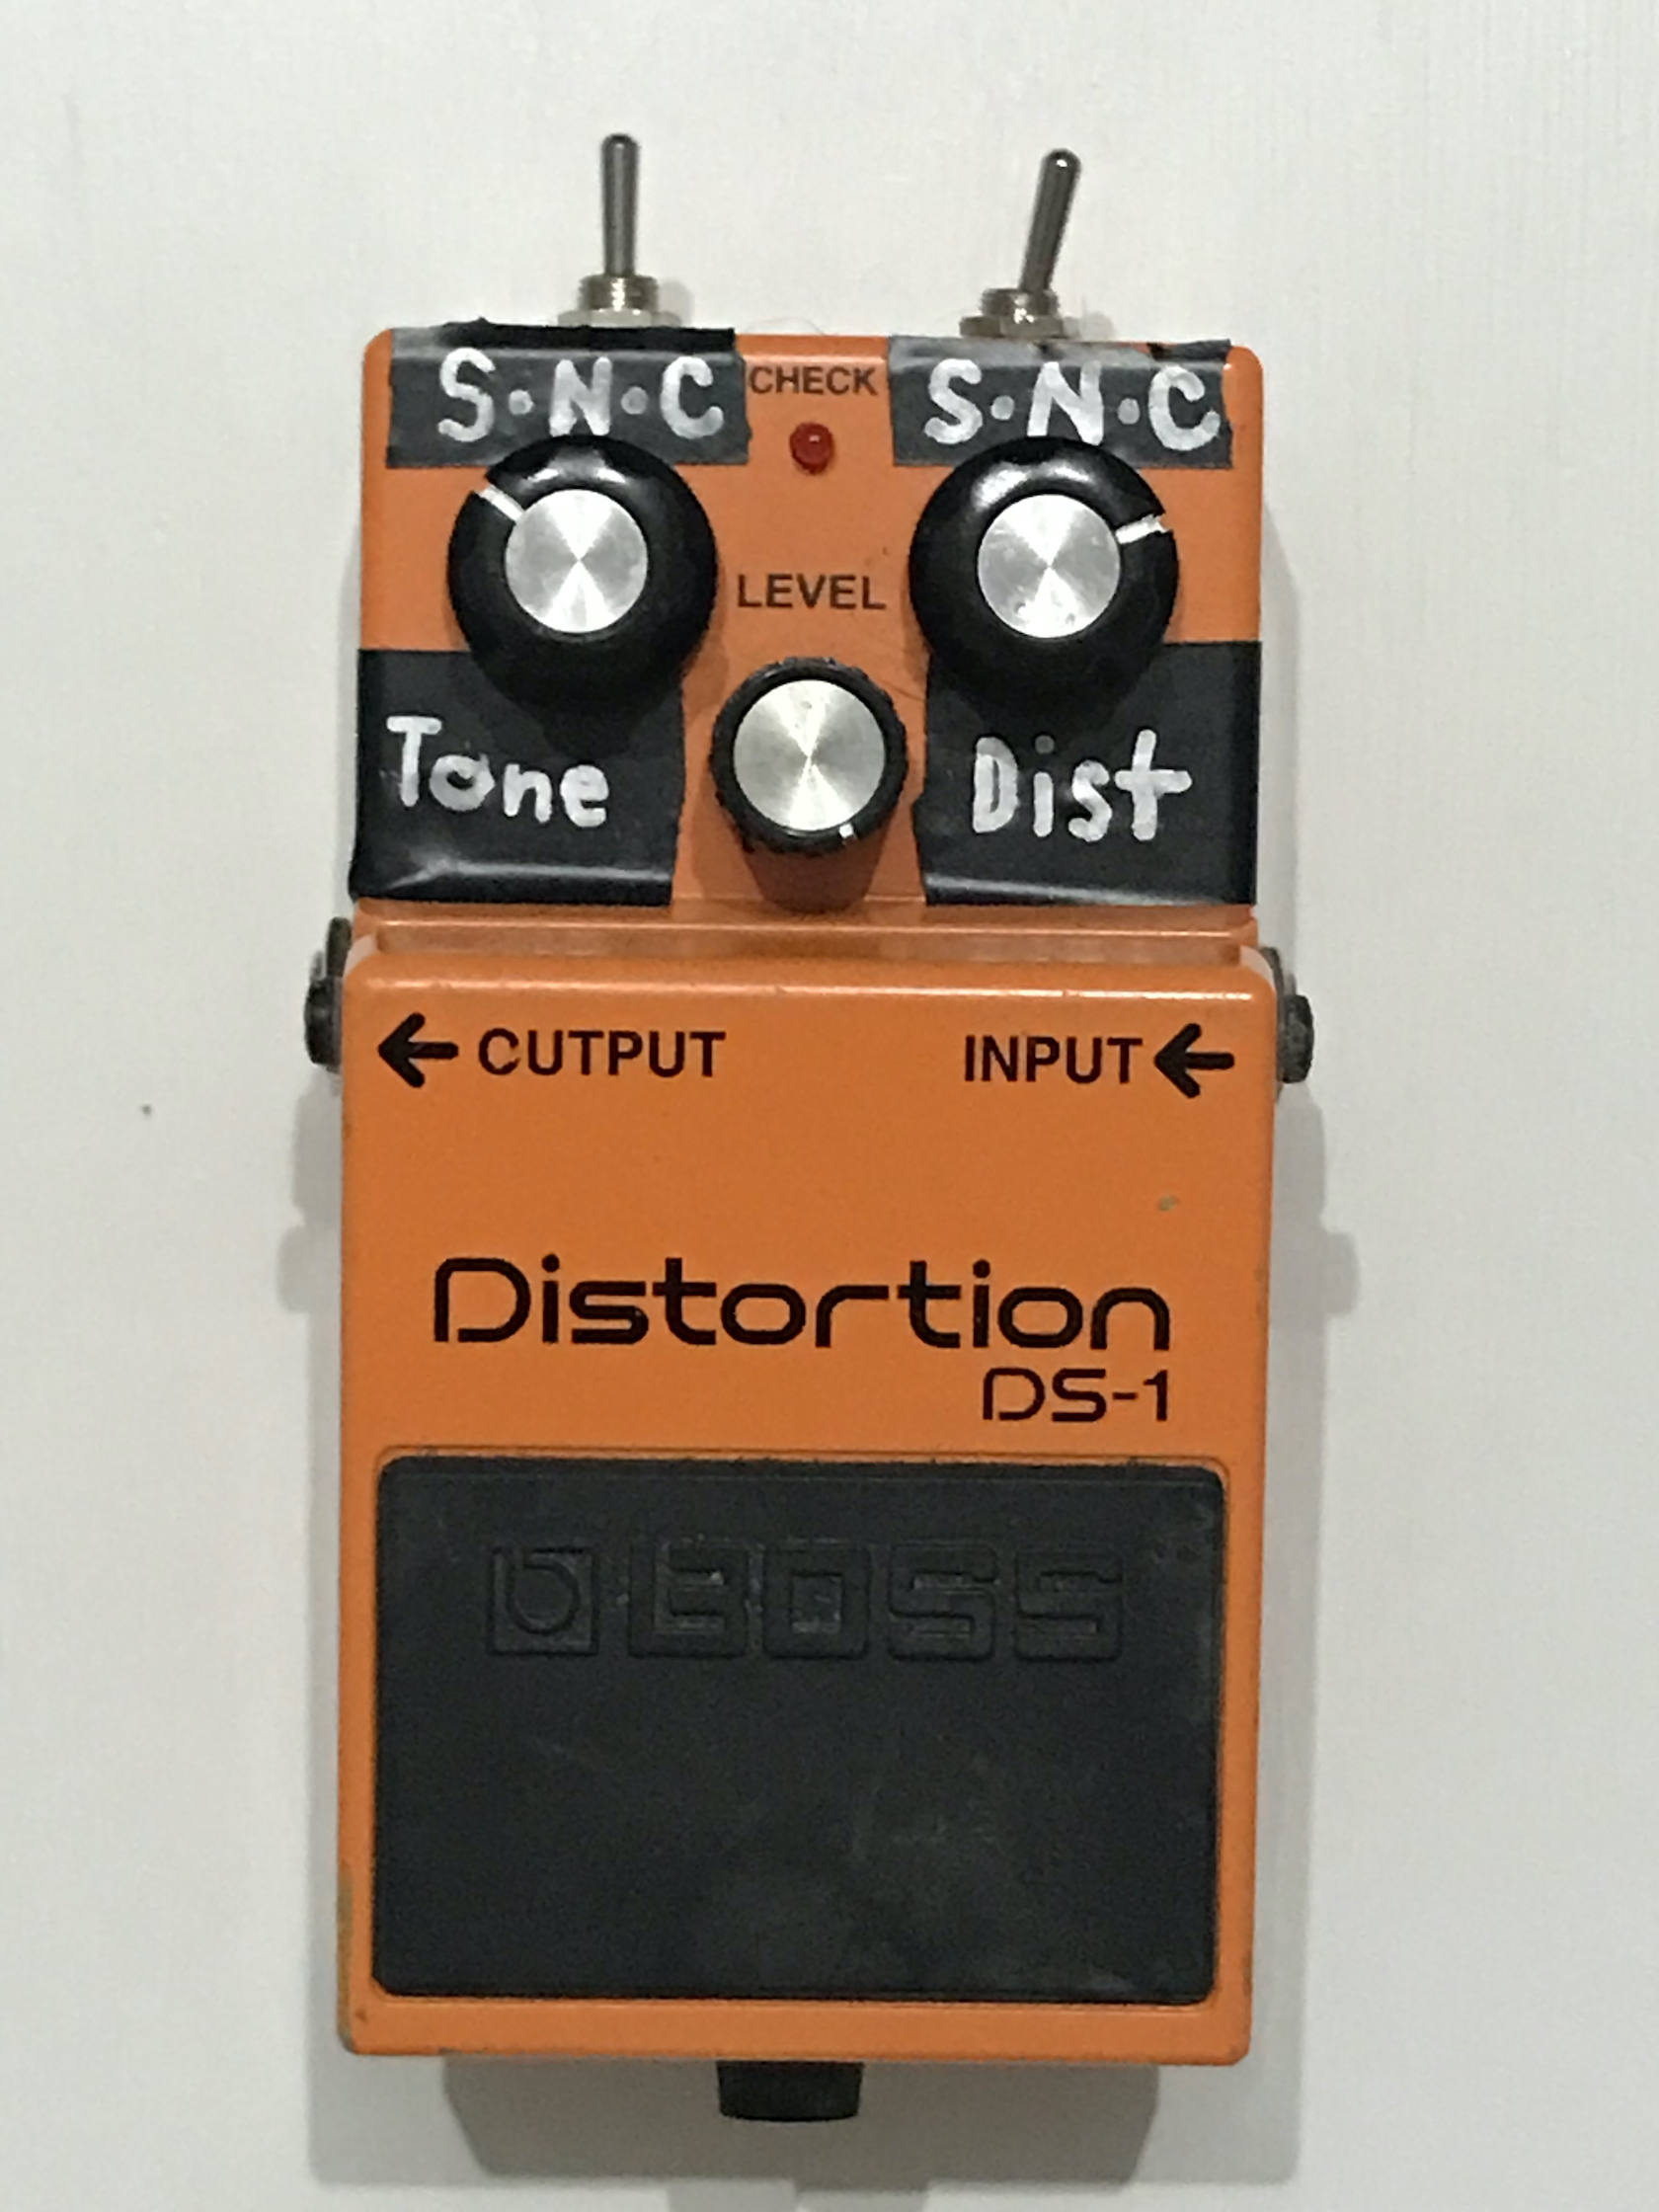 S·N·C CHECK S·N·C
LEVEL
Tone Dist
← CUTPUT INPUT ←
Distortion
DS-1
BOSS